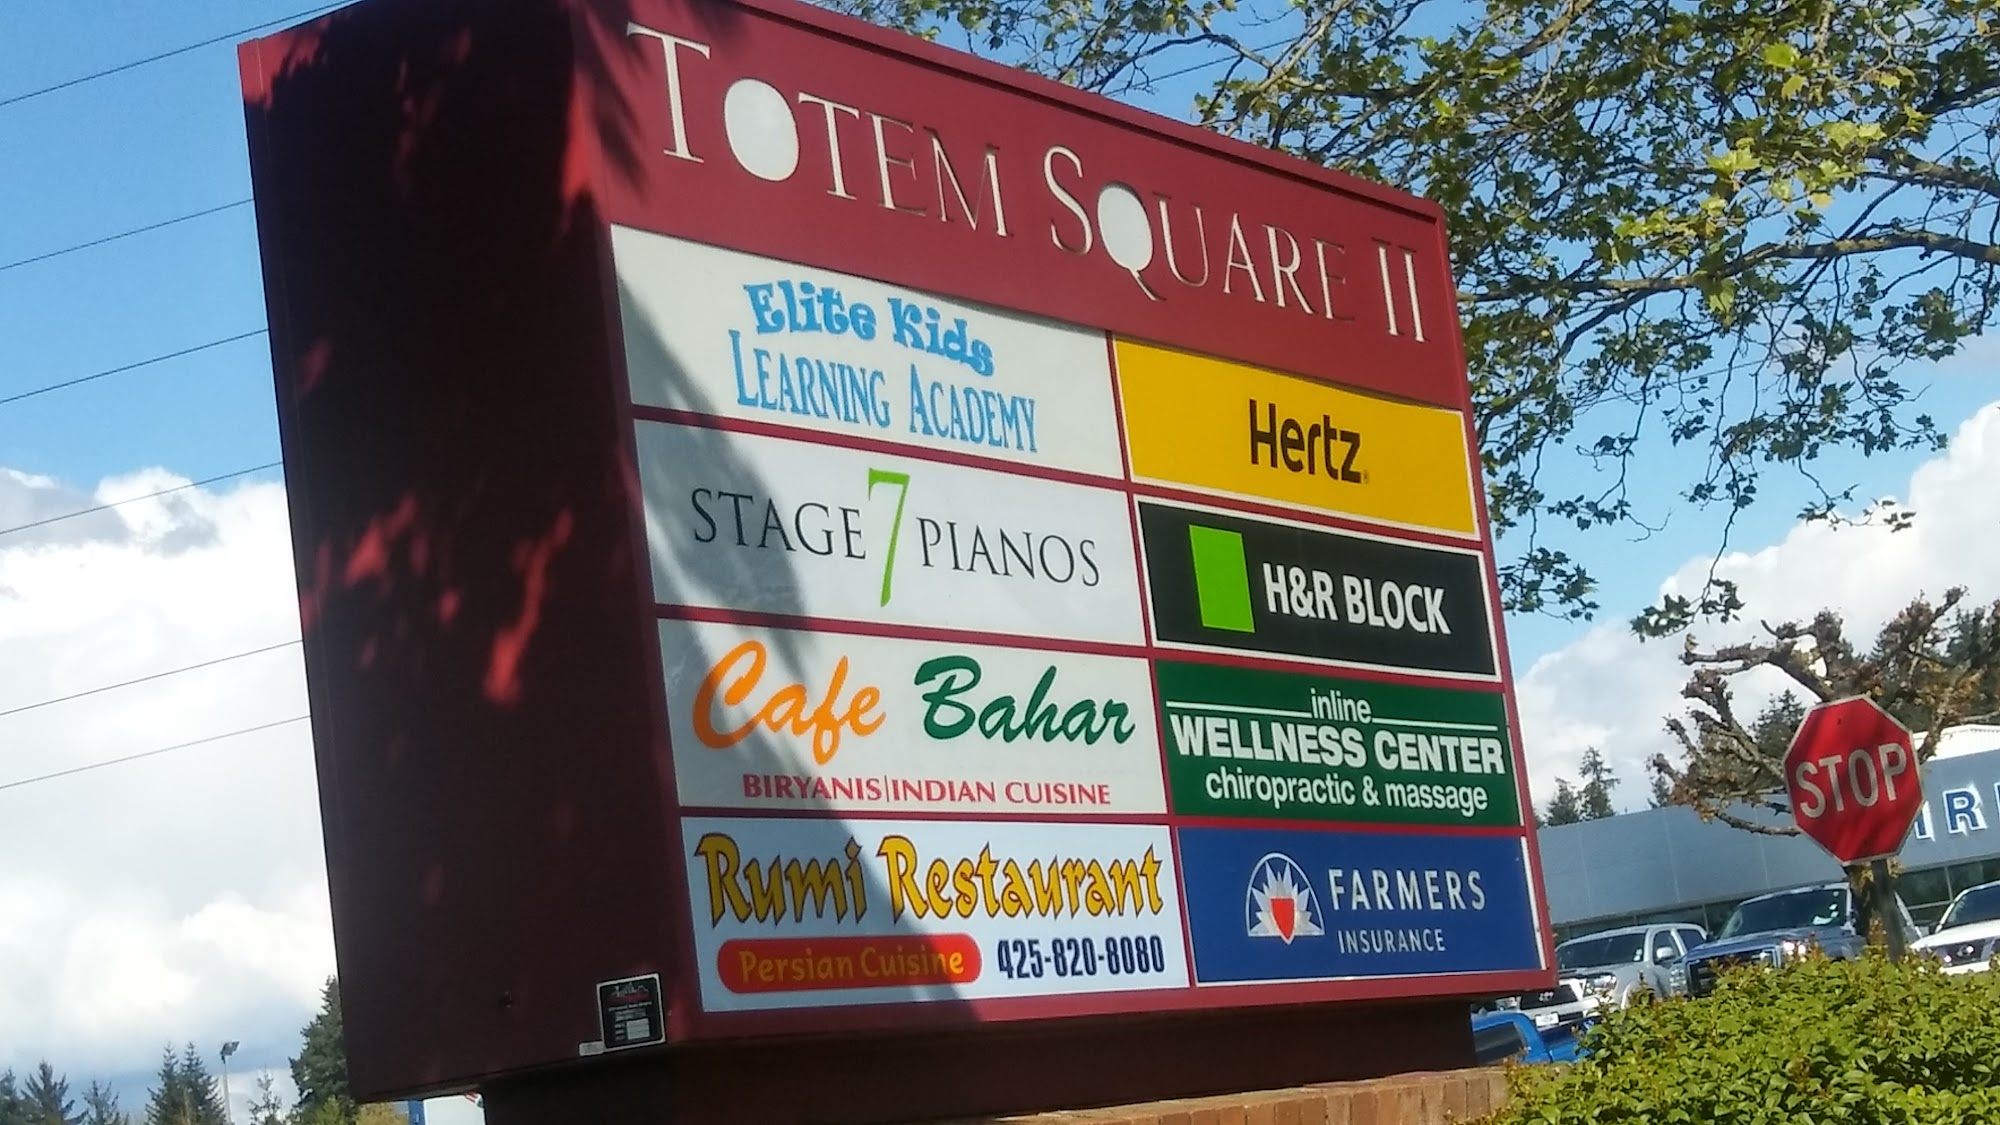 TOTEM SQUARE II
Elite Kids
LEARNING ACADEMY
Hertz
STAGE 7 PIANOS
H&R BLOCK
Cafe Bahar
BIRYANIS|INDIAN CUISINE
inline
WELLNESS CENTER
chiropractic & massage
Rumi Restaurant
Persian Cuisine 425-820-8080
FARMERS
INSURANCE
STOP